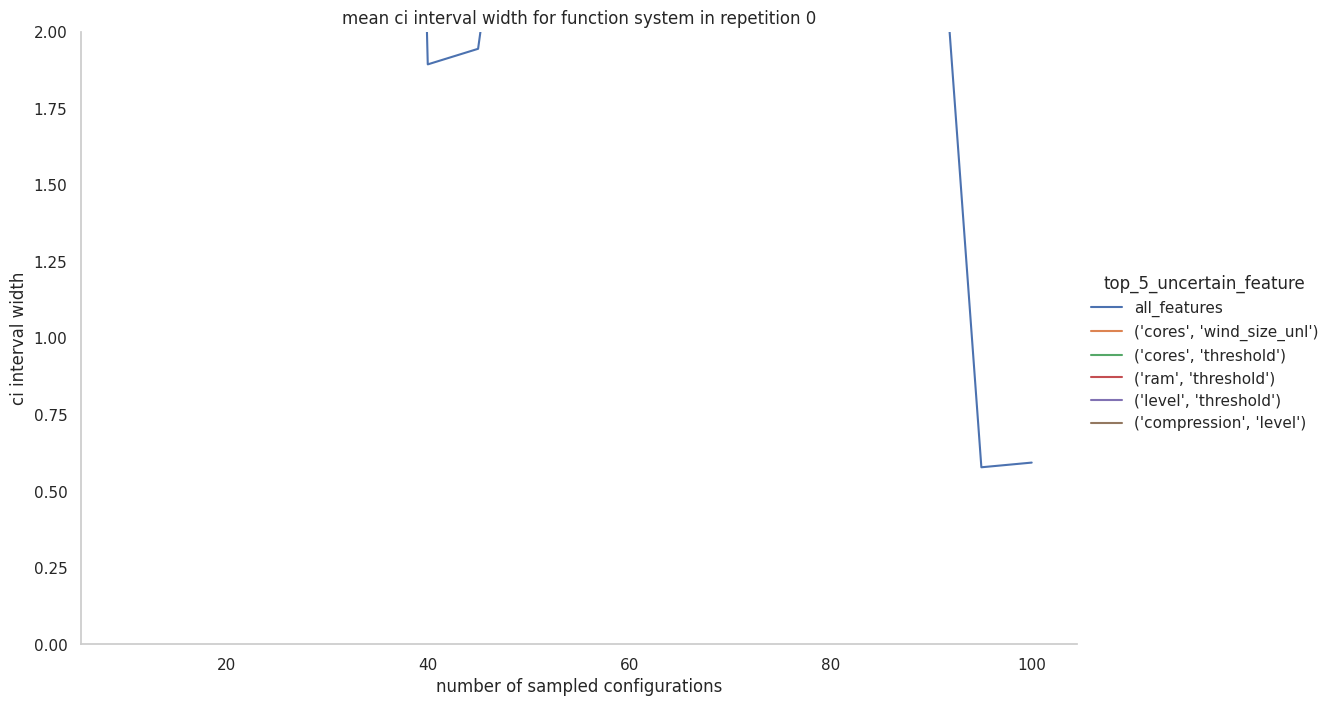 mean ci interval width for function system in repetition 0
2.00
1.75
1.50
1.25
1.00
0.75
0.50
0.25
0.00
ci interval width
20
40
60
80
100
number of sampled configurations
top_5_uncertain_feature
all_features
('cores', 'wind_size_unl')
('cores', 'threshold')
('ram', 'threshold')
('level', 'threshold')
('compression', 'level')